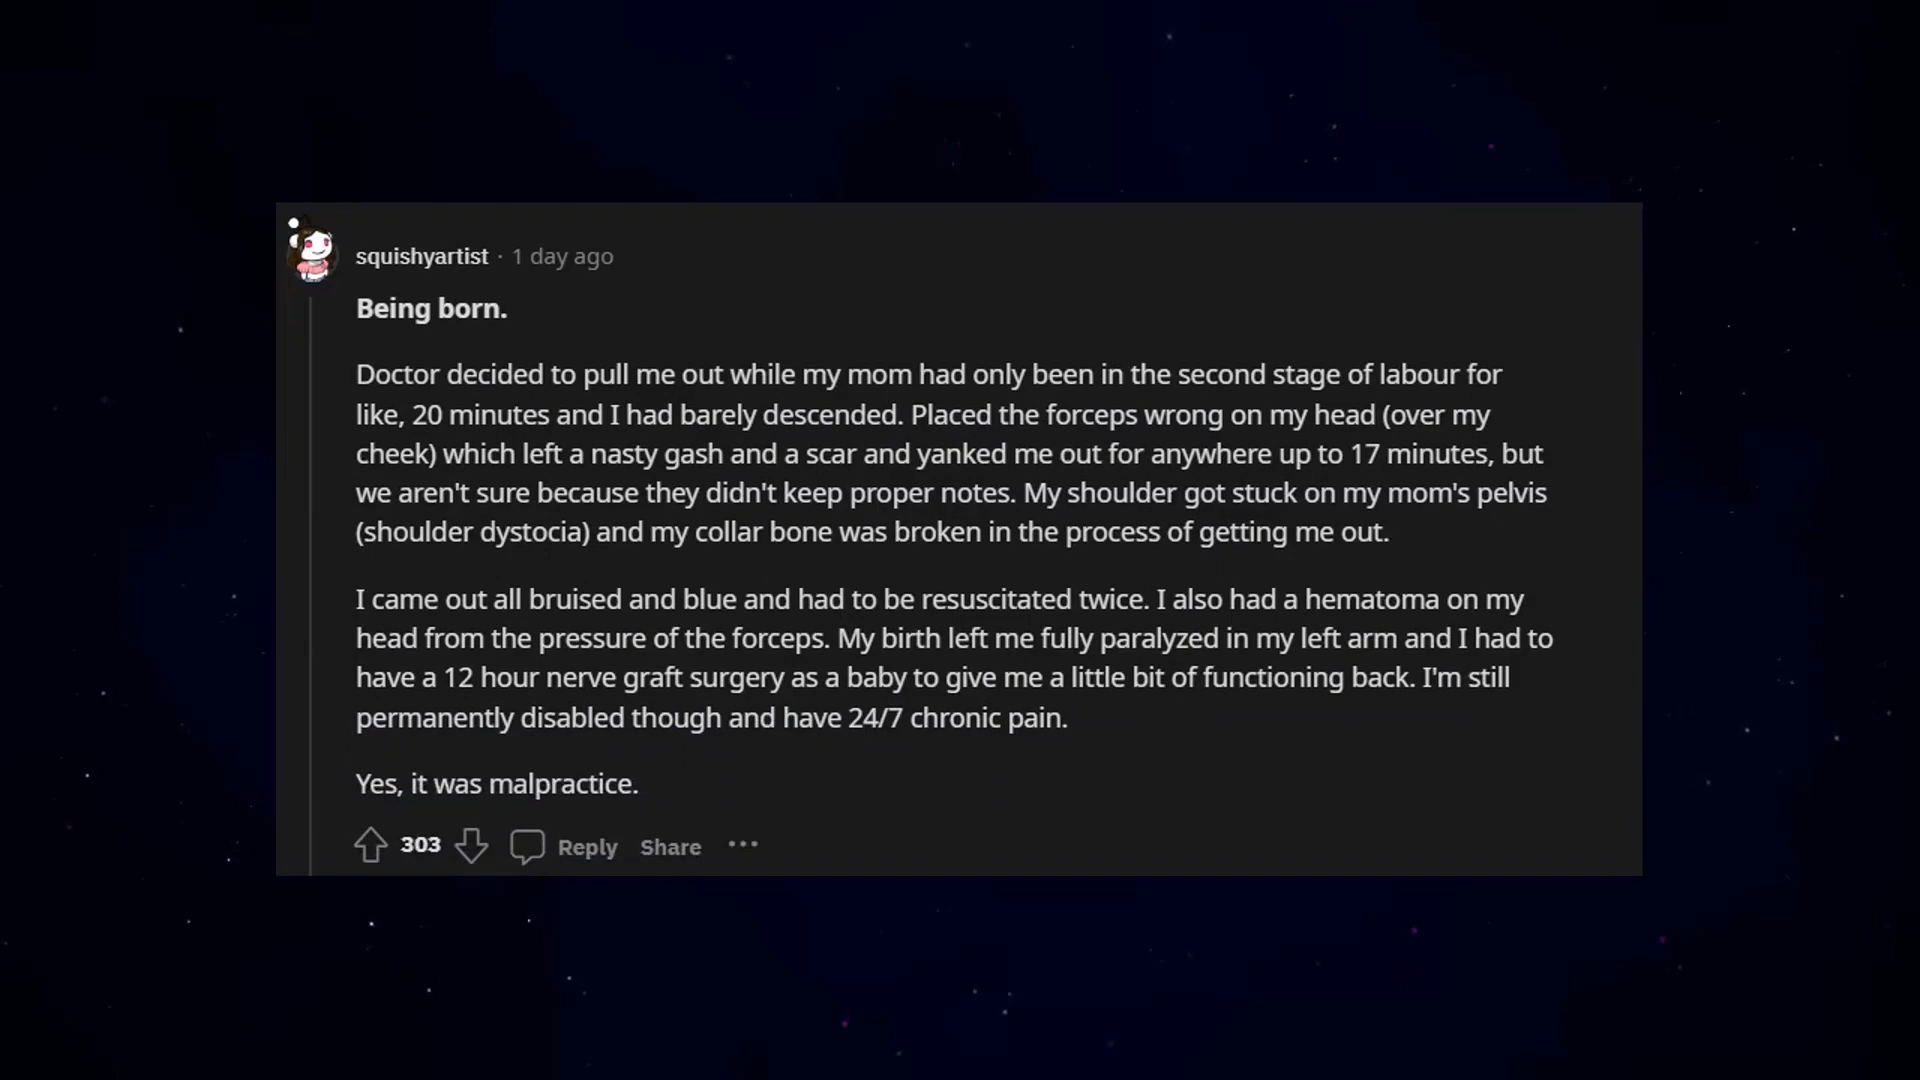 squishyartist · 1 day ago
Being born.
Doctor decided to pull me out while my mom had only been in the second stage of labour for
like, 20 minutes and I had barely descended. Placed the forceps wrong on my head (over my
cheek) which left a nasty gash and a scar and yanked me out for anywhere up to 17 minutes, but
we aren't sure because they didn't keep proper notes. My shoulder got stuck on my mom's pelvis
(shoulder dystocia) and my collar bone was broken in the process of getting me out.
I came out all bruised and blue and had to be resuscitated twice. I also had a hematoma on my
head from the pressure of the forceps. My birth left me fully paralyzed in my left arm and I had to
have a 12 hour nerve graft surgery as a baby to give me a little bit of functioning back. I'm still
permanently disabled though and have 24/7 chronic pain.
Yes, it was malpractice.
303 Reply Share ···